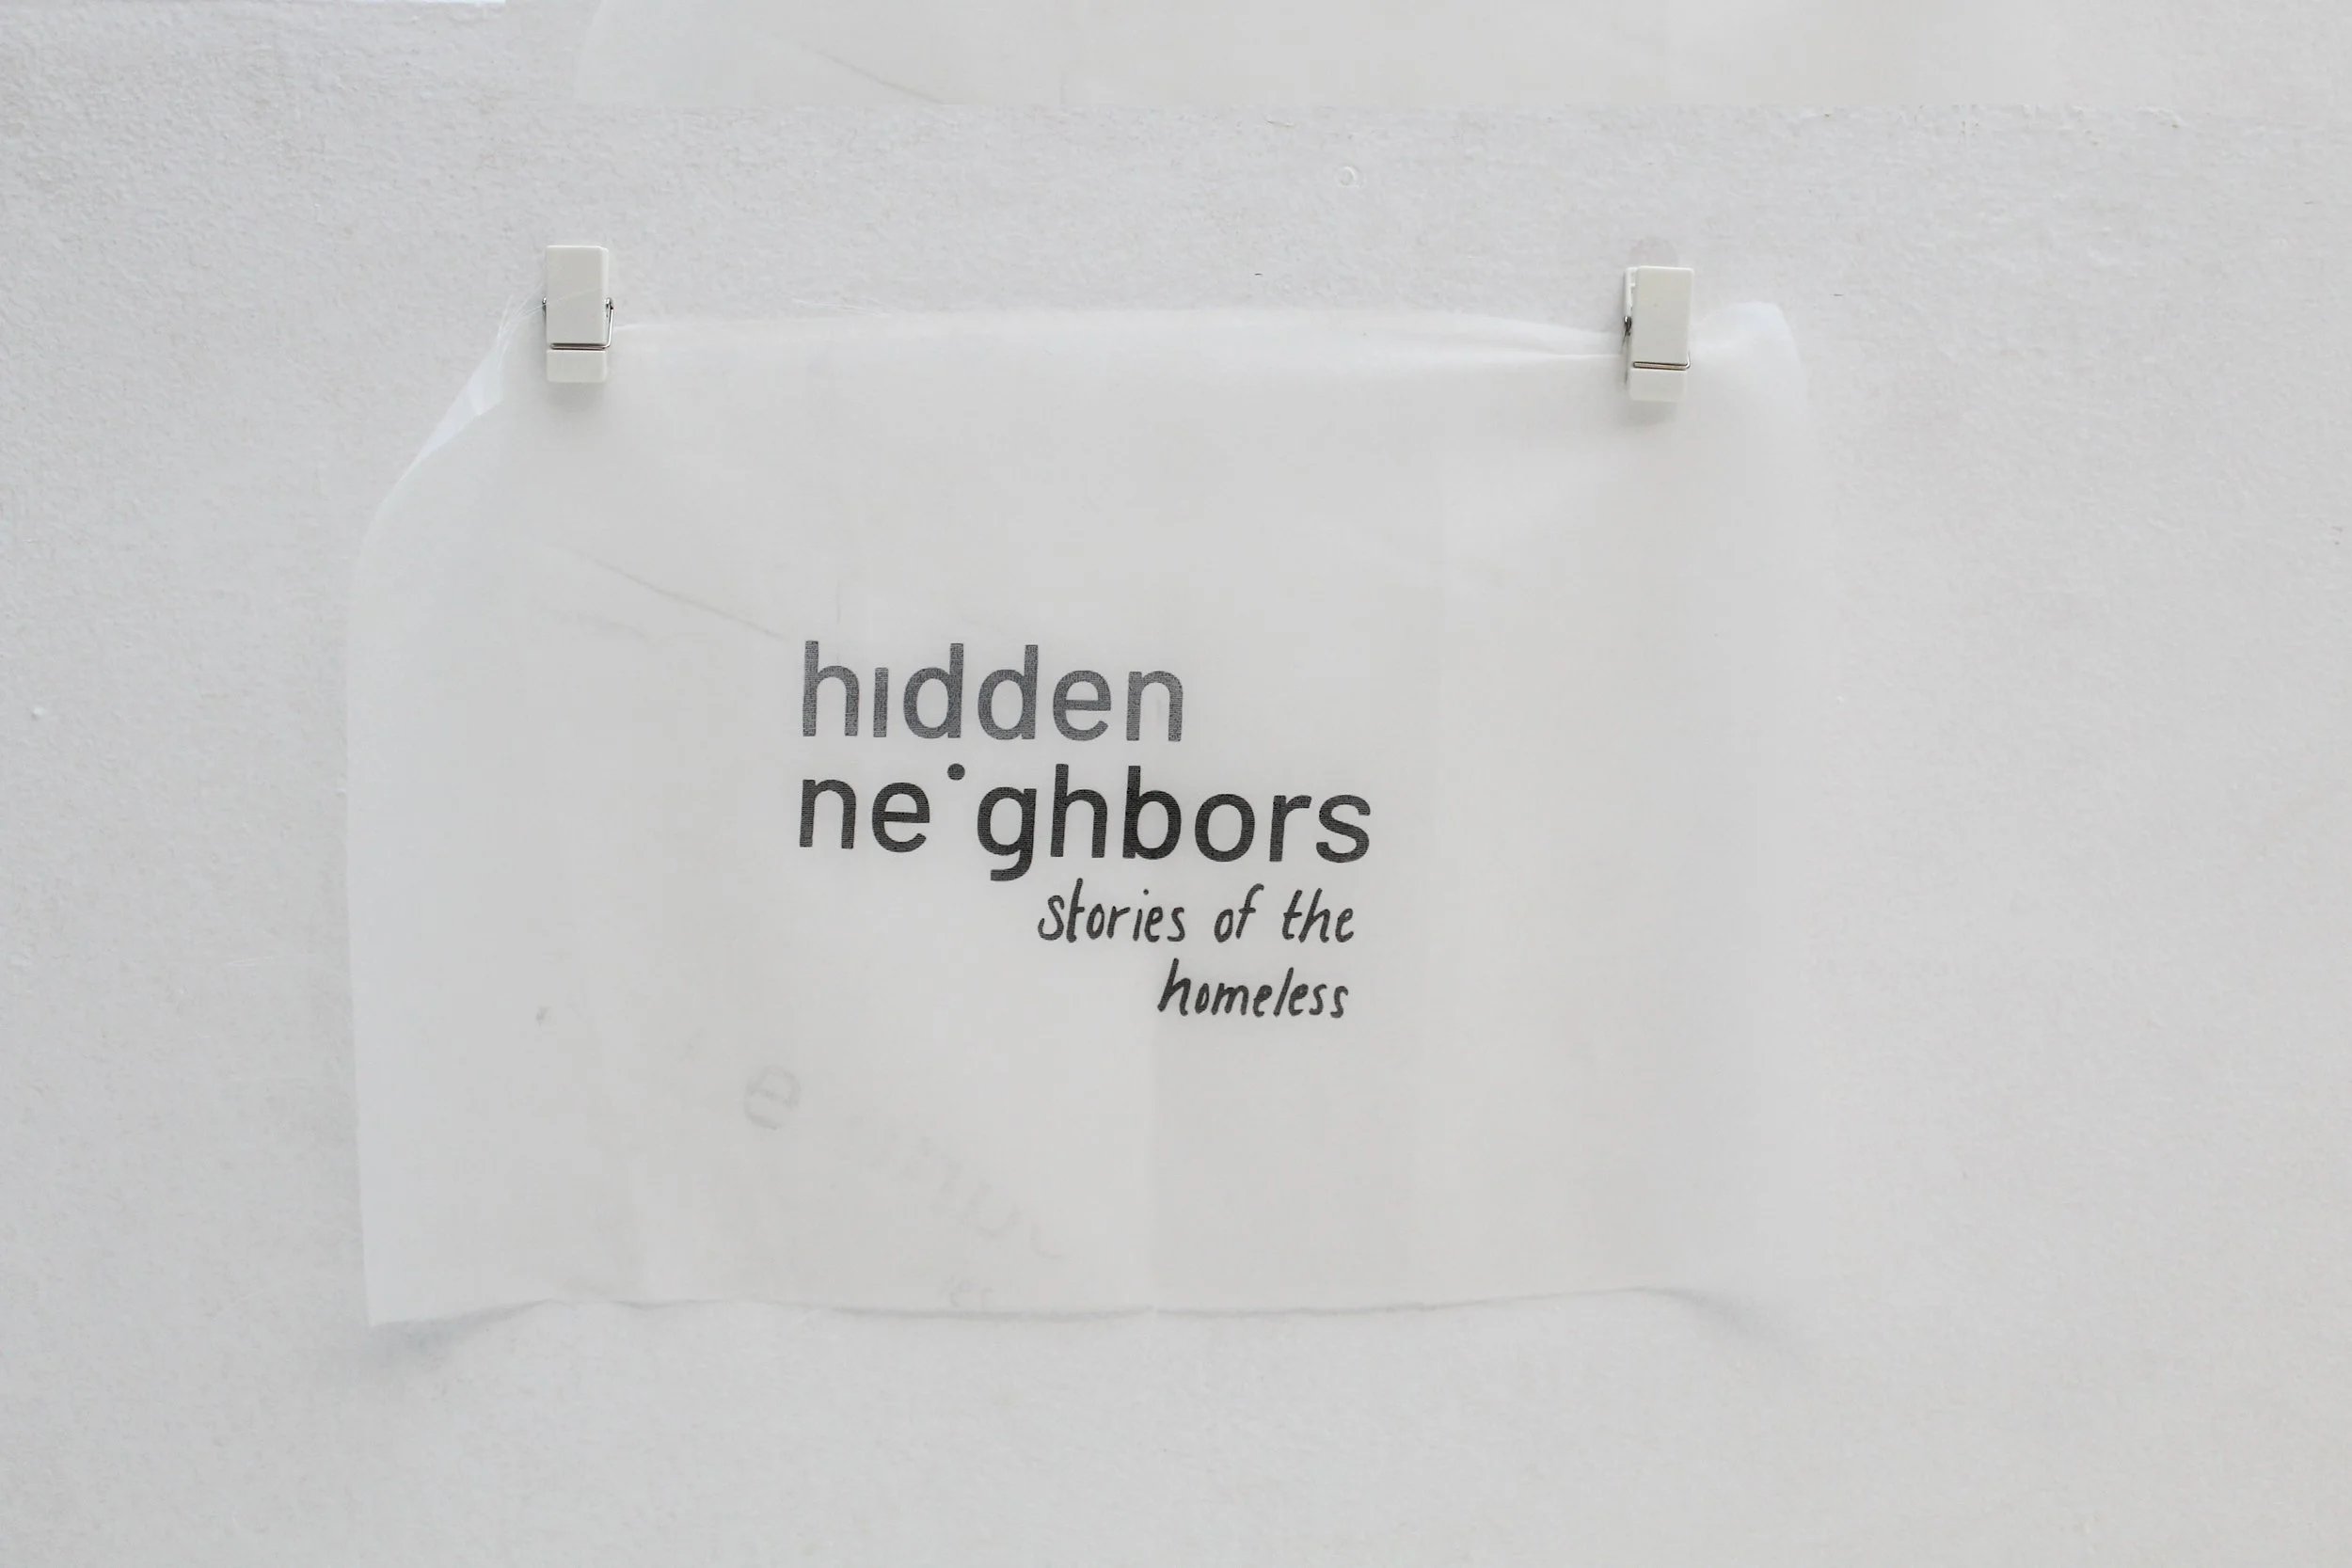 hıdden
ne˙ghbors
stories of the
homeless